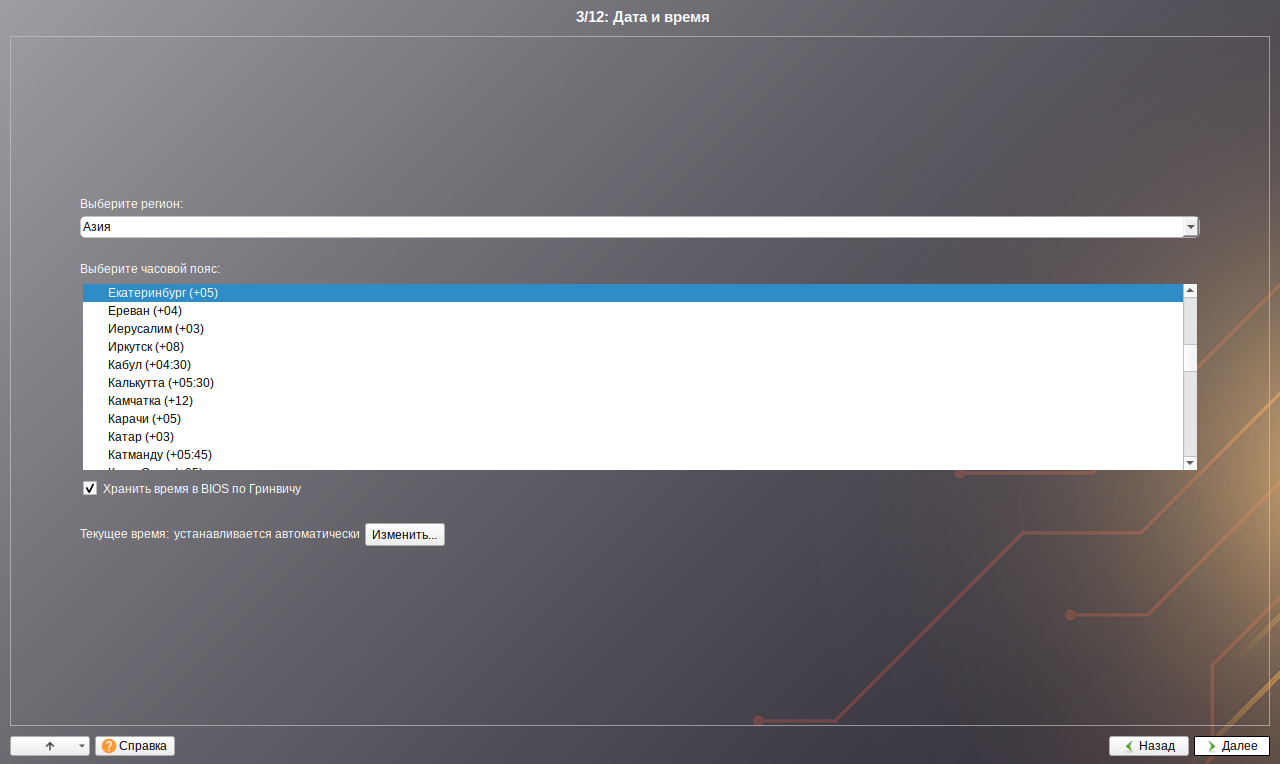 3/12: Дата и время
Выберите регион:
Азия
Выберите часовой пояс:
Екатеринбург (+05)
Ереван (+04)
Иерусалим (+03)
Иркутск (+08)
Кабул (+04:30)
Калькутта (+05:30)
Камчатка (+12)
Карачи (+05)
Катар (+03)
Катманду (+05:45)
Хранить время в BIOS по Гринвичу
Текущее время: устанавливается автоматически Изменить...
Справка Назад Далее